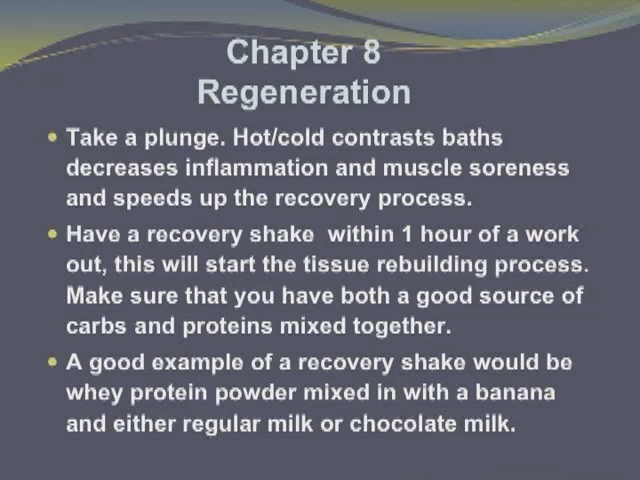 Chapter 8
Regeneration
• Take a plunge. Hot/cold contrasts baths
decreases inflammation and muscle soreness
and speeds up the recovery process.
• Have a recovery shake within 1 hour of a work
out, this will start the tissue rebuilding process.
Make sure that you have both a good source of
carbs and proteins mixed together.
• A good example of a recovery shake would be
whey protein powder mixed in with a banana
and either regular milk or chocolate milk.